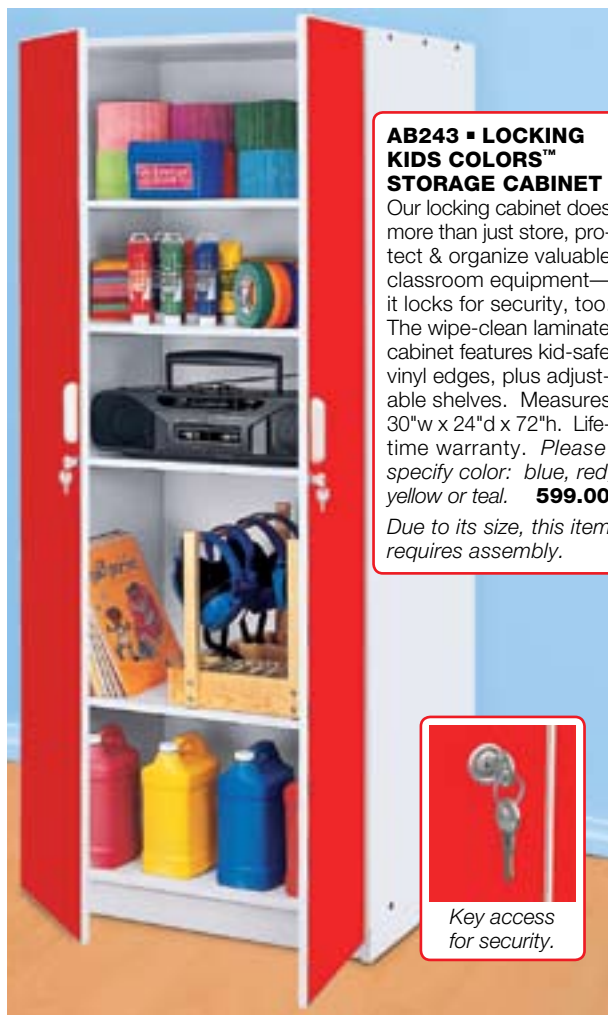 AB243 ▪ LOCKING
KIDS COLORS™
STORAGE CABINET
Our locking cabinet does
more than just store, pro-
tect & organize valuable
classroom equipment—
it locks for security, too.
The wipe-clean laminate
cabinet features kid-safe
vinyl edges, plus adjust-
able shelves. Measures
30"w x 24"d x 72"h. Life-
time warranty. Please
specify color: blue, red,
yellow or teal. 599.00
Due to its size, this item
requires assembly.
Key access
for security.